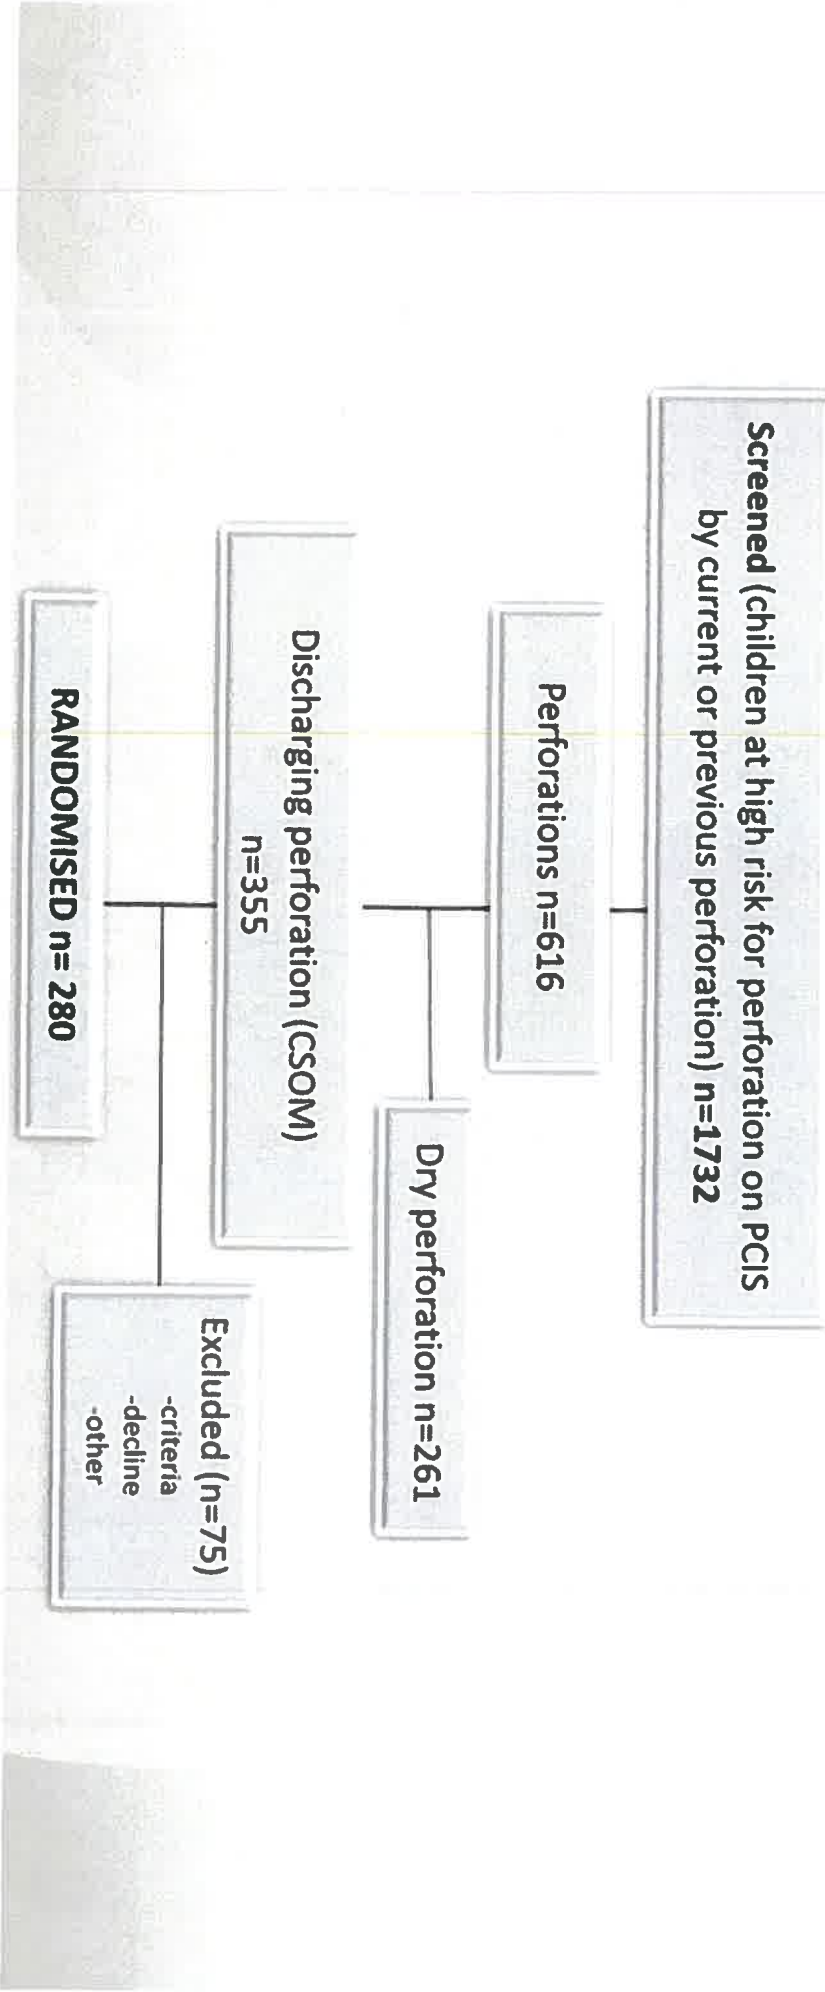 Screened (children at high risk for perforation on PCIS
by current or previous perforation) n=1732
Perforations n=616
Dry perforation n=261
Discharging perforation (CSOM)
n=355
Excluded (n=75)
-criteria
-decline
-other
RANDOMISED n= 280